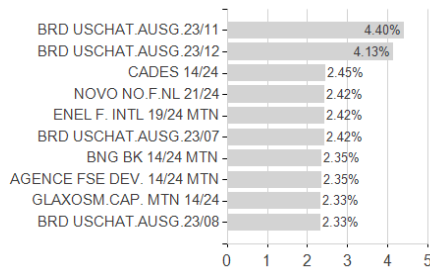 BRD USCHAT.AUSG.23/11 4.40%
BRD USCHAT.AUSG.23/12 4.13%
CADES 14/24 2.45%
NOVO NO.F.NL 21/24 2.42%
ENEL F. INTL 19/24 MTN 2.42%
BRD USCHAT.AUSG.23/07 2.42%
BNG BK 14/24 MTN 2.35%
AGENCE FSE DEV. 14/24 MTN 2.35%
GLAXOSM.CAP. MTN 14/24 2.33%
BRD USCHAT.AUSG.23/08 2.33%
0 1 2 3 4 5